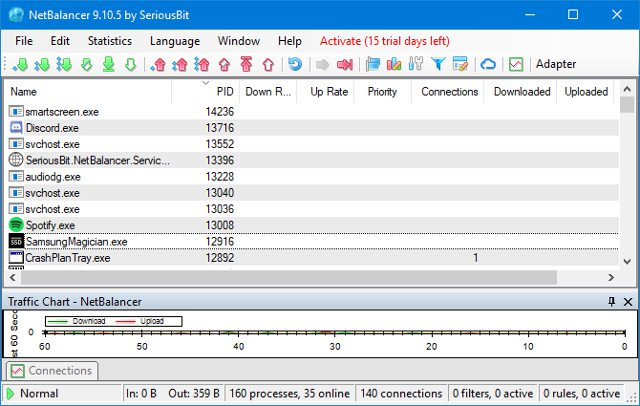 NetBalancer 9.10.5 by SeriousBit
File Edit Statistics Language Window Help Activate (15 trial days left)
Adapter
Name PID Down R... Up Rate Priority Connections Downloaded Uploaded
smartscreen.exe 14236
Discord.exe 13716
svchost.exe 13552
SeriousBit.NetBalancer.Servic... 13396
audiodg.exe 13228
svchost.exe 13040
svchost.exe 13036
Spotify.exe 13008
SSD SamsungMagician.exe 12916
CrashPlanTray.exe 12892 1
Traffic Chart - NetBalancer
Download Upload
0
60 50 40 30 20 10 0
st 60 Seco
Connections
Normal In: 0 B Out: 359 B 160 processes, 35 online 140 connections 0 filters, 0 active 0 rules, 0 active